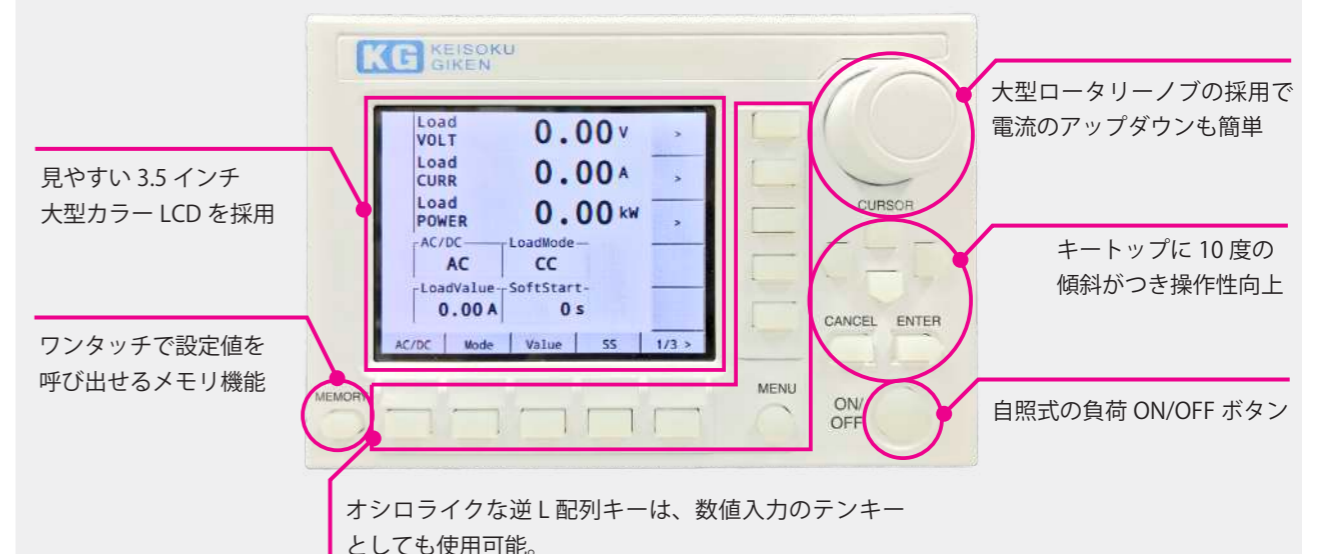 KG KEISOKU
GIKEN
大型ロータリーノブの採用で
電流のアップダウンも簡単
見やすい 3.5 インチ
大型カラー LCD を採用
Load
VOLT 0.00 V >
Load
CURR 0.00 A >
Load
POWER 0.00 kW >
AC/DC LoadMode
AC CC
LoadValue SoftStart
0.00 A 0 s
AC/DC Mode Value SS 1/3 >
CURSOR
キートップに 10 度の
傾斜がつき操作性向上
CANCEL ENTER
ワンタッチで設定値を
呼び出せるメモリ機能
MEMORY
MENU
ON/
OFF
自照式の負荷 ON/OFF ボタン
オシロライクな逆 L 配列キーは、数値入力のテンキー
としても使用可能。